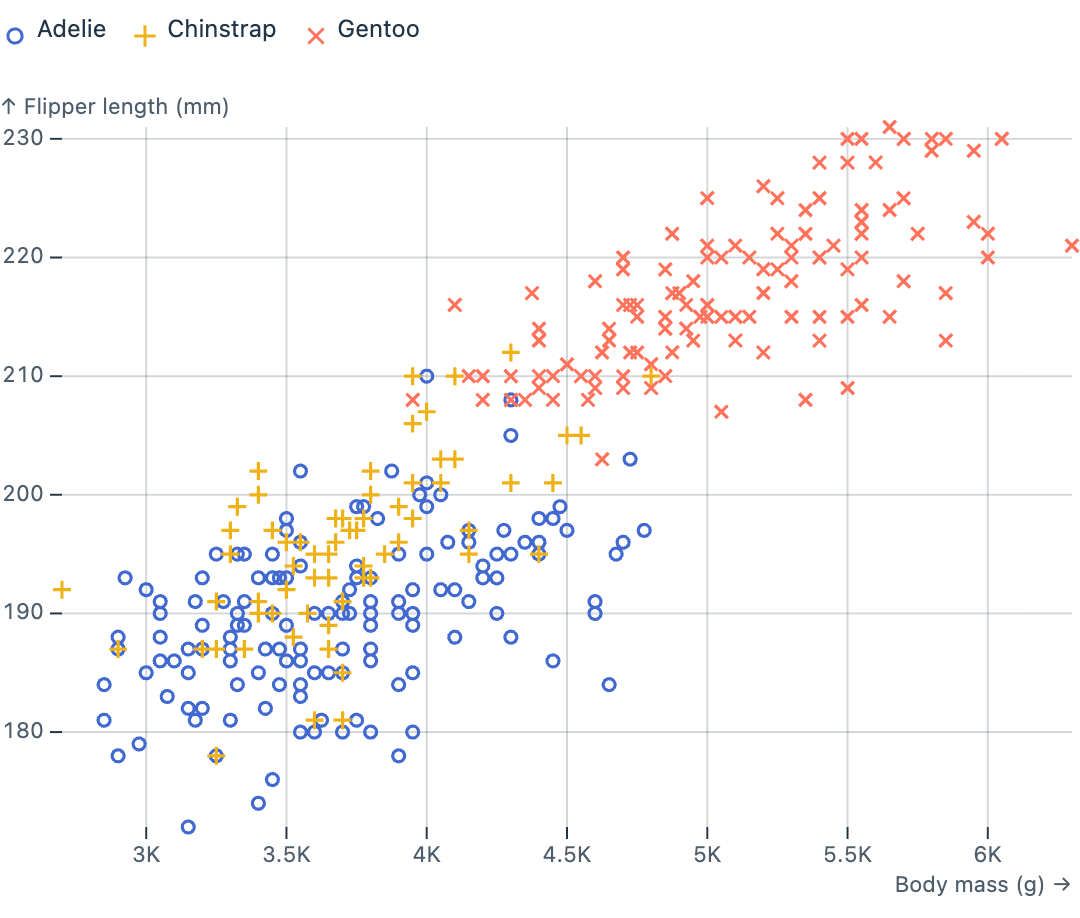 Adelie Chinstrap Gentoo
↑ Flipper length (mm)
230
220
210
200
190
180
3K 3.5K 4K 4.5K 5K 5.5K 6K
Body mass (g) →